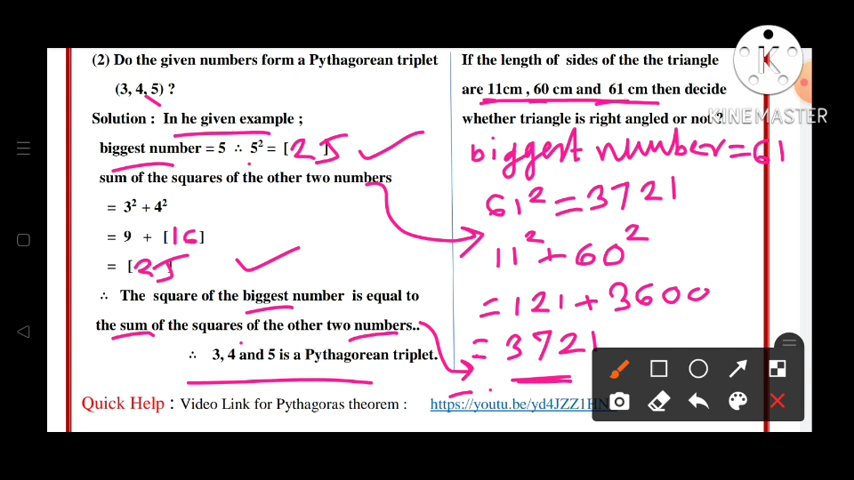 (2) Do the given numbers form a Pythagorean triplet
(3, 4, 5) ?
Solution : In he given example ;
biggest number = 5 ∴ 5² = [25]
sum of the squares of the other two numbers
= 3² + 4²
= 9 + [16]
= [25]
∴ The square of the biggest number is equal to
the sum of the squares of the other two numbers..
∴ 3, 4 and 5 is a Pythagorean triplet.
If the length of sides of the the triangle
are 11cm , 60 cm and 61 cm then decide
whether triangle is right angled or not ?
biggest number = 61
61² = 3721
11² + 60²
= 121 + 3600
= 3721
Quick Help : Video Link for Pythagoras theorem : https://youtu.be/yd4JZZ1H
K
KINEMASTER